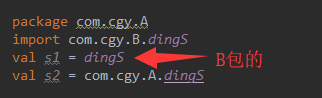 package com.cgy.A
import com.cgy.B.dingS
val s1 = dingS B包的
val s2 = com.cgy.A.dingS